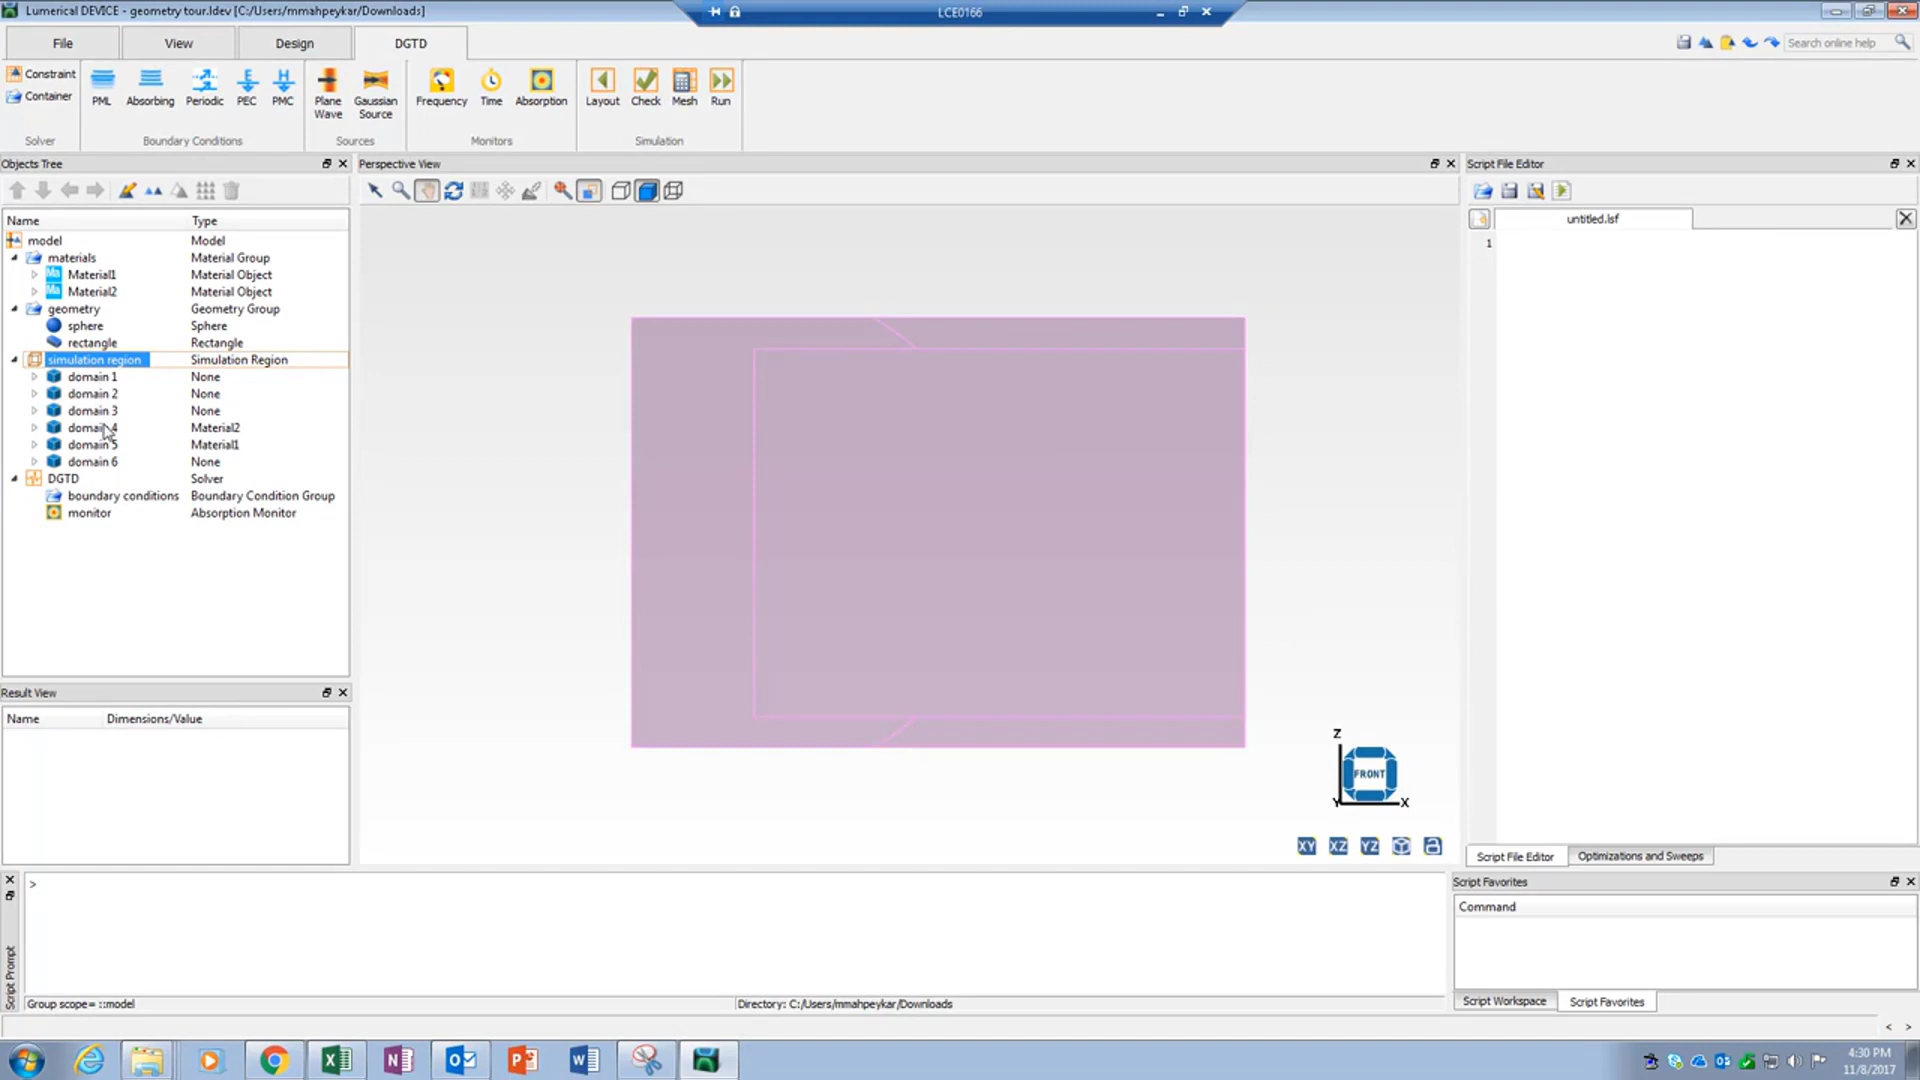 Lumerical DEVICE - geometry tour.ldev [C:/Users/mmahpeykar/Downloads]
LCE0166
File
View
Design
DGTD
Search online help
Constraint
Container
PML
Absorbing
Periodic
PEC
PMC
Plane
Wave
Gaussian
Source
Frequency
Time
Absorption
Layout
Check
Mesh
Run
Solver
Boundary Conditions
Sources
Monitors
Simulation
Objects Tree
Perspective View
Script File Editor
Name Type
untitled.lsf
1
model Model
materials Material Group
Material1 Material Object
Material2 Material Object
geometry Geometry Group
sphere Sphere
rectangle Rectangle
simulation region Simulation Region
domain 1 None
domain 2 None
domain 3 None
domain 4 Material2
domain 5 Material1
domain 6 None
DGTD Solver
boundary conditions Boundary Condition Group
monitor Absorption Monitor
Result View
Name Dimensions/Value
Z
FRONT
Y
X
XY
XZ
YZ
Script File Editor
Optimizations and Sweeps
>
Script Prompt
Script Favorites
Command
Group scope= ::model
Directory: C:/Users/mmahpeykar/Downloads
Script Workspace
Script Favorites
4:30 PM
11/8/2017